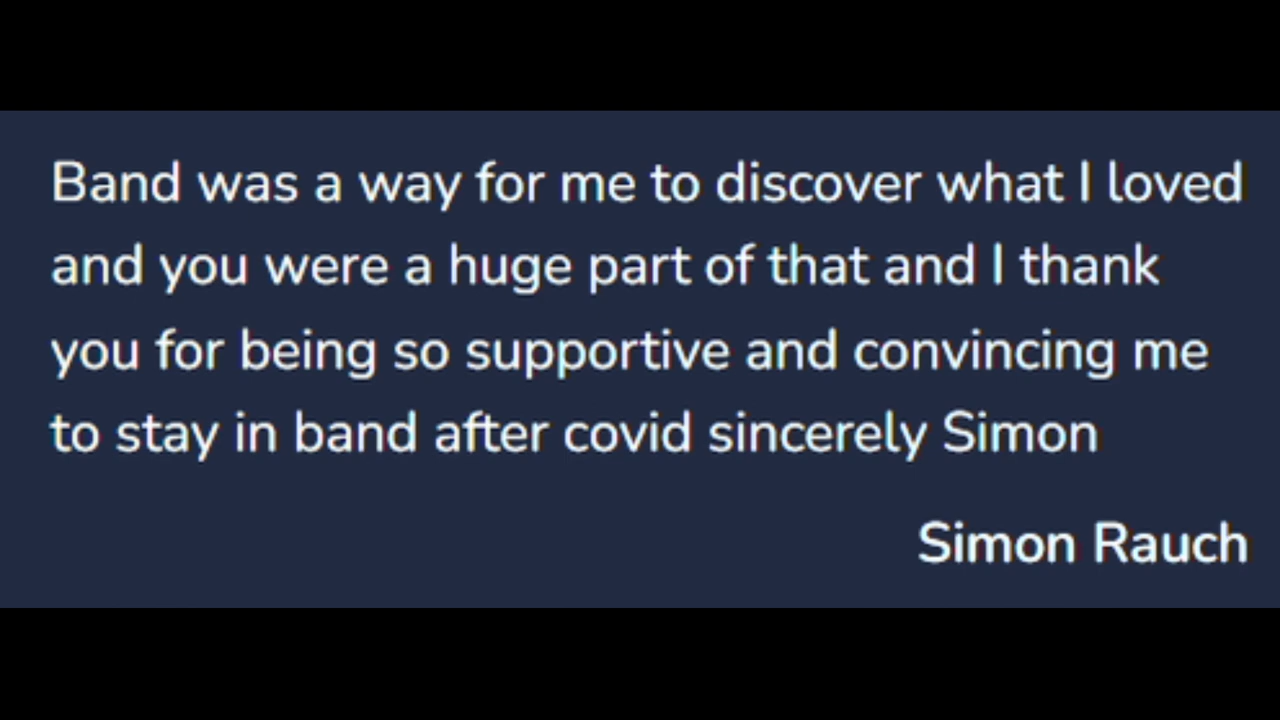 Band was a way for me to discover what I loved
and you were a huge part of that and I thank
you for being so supportive and convincing me
to stay in band after covid sincerely Simon
Simon Rauch